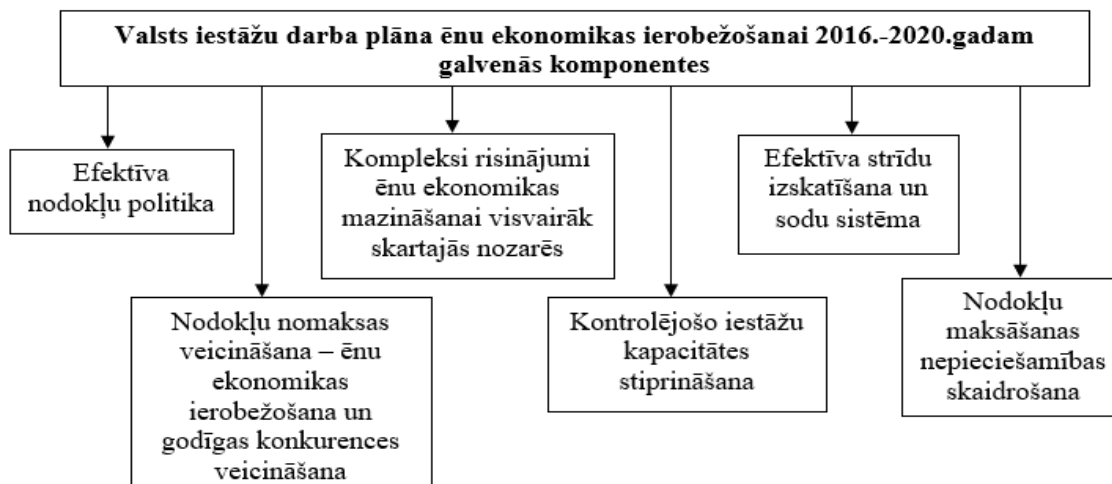 Valsts iestāžu darba plāna ēnu ekonomikas ierobežošanai 2016.-2020.gadam
galvenās komponentes
Efektīva
nodokļu politika
Kompleksi risinājumi
ēnu ekonomikas
mazināšanai visvairāk
skartajās nozarēs
Efektīva strīdu
izskatīšana un
sodu sistēma
Nodokļu nomaksas
veicināšana – ēnu
ekonomikas
ierobežošana un
godīgas konkurences
veicināšana
Kontrolējošo iestāžu
kapacitātes
stiprināšana
Nodokļu
maksāšanas
nepieciešamības
skaidrošana